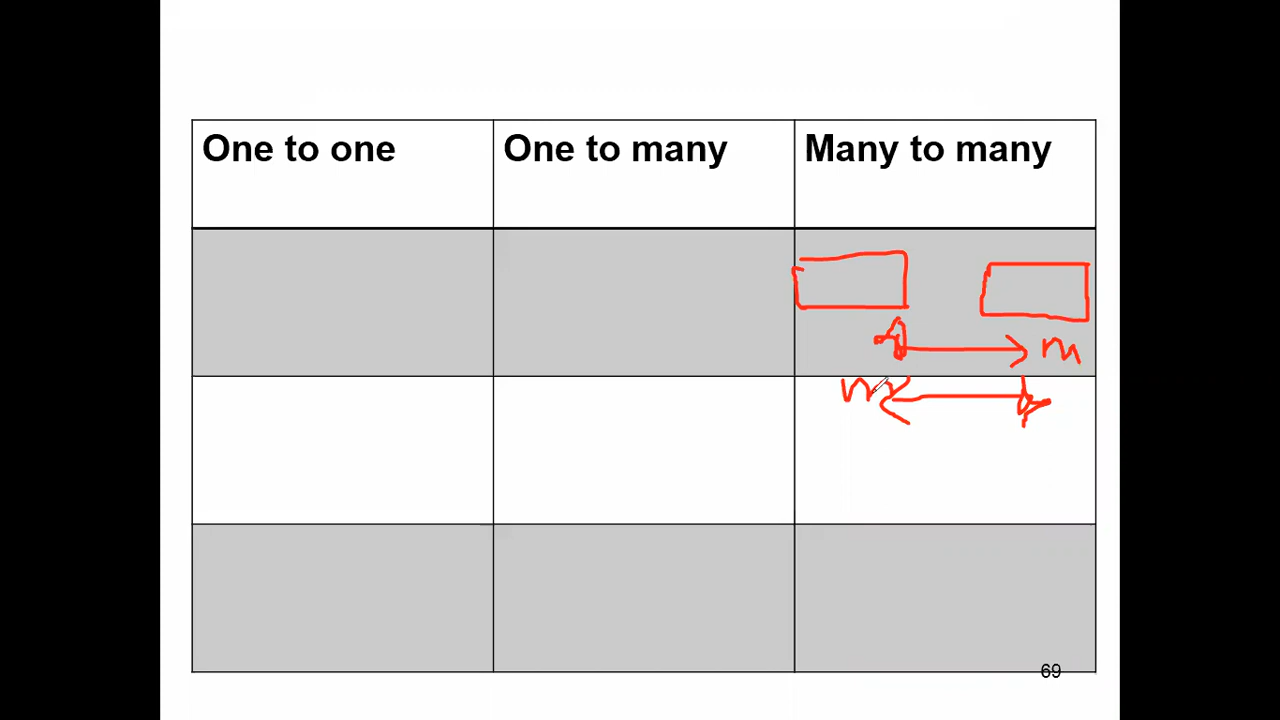 One to one
One to many
Many to many
m
m
69